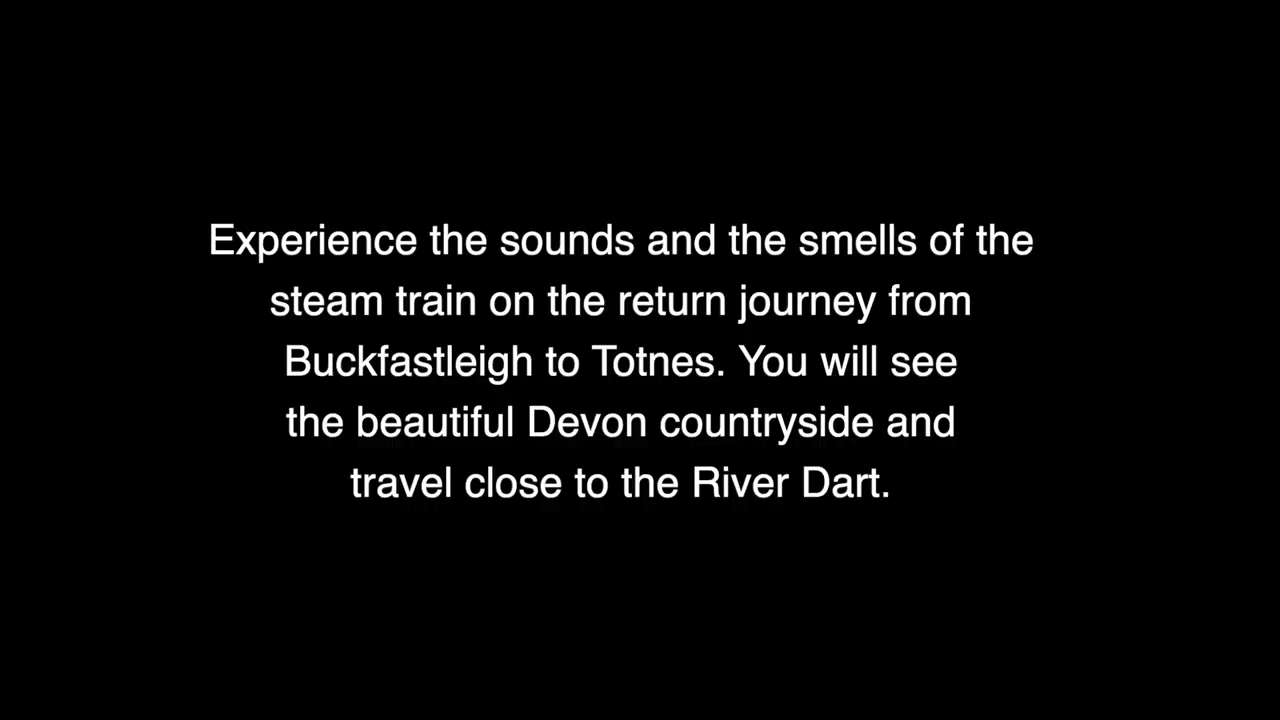 Experience the sounds and the smells of the
steam train on the return journey from
Buckfastleigh to Totnes. You will see
the beautiful Devon countryside and
travel close to the River Dart.